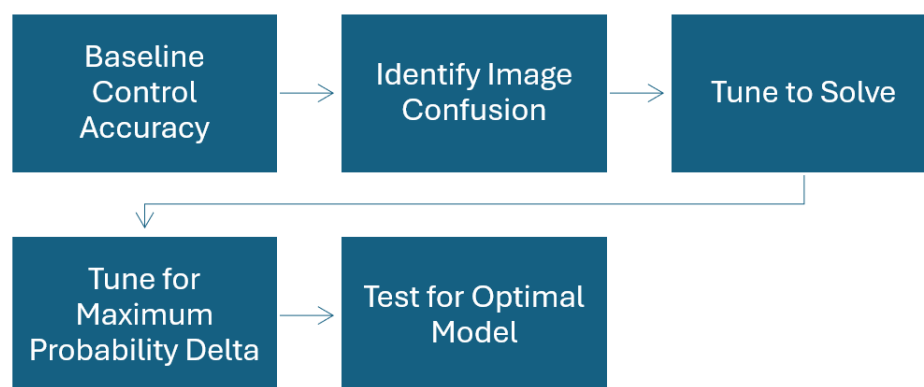 Baseline
Control
Accuracy
Identify Image
Confusion
Tune to Solve
Tune for
Maximum
Probability Delta
Test for Optimal
Model